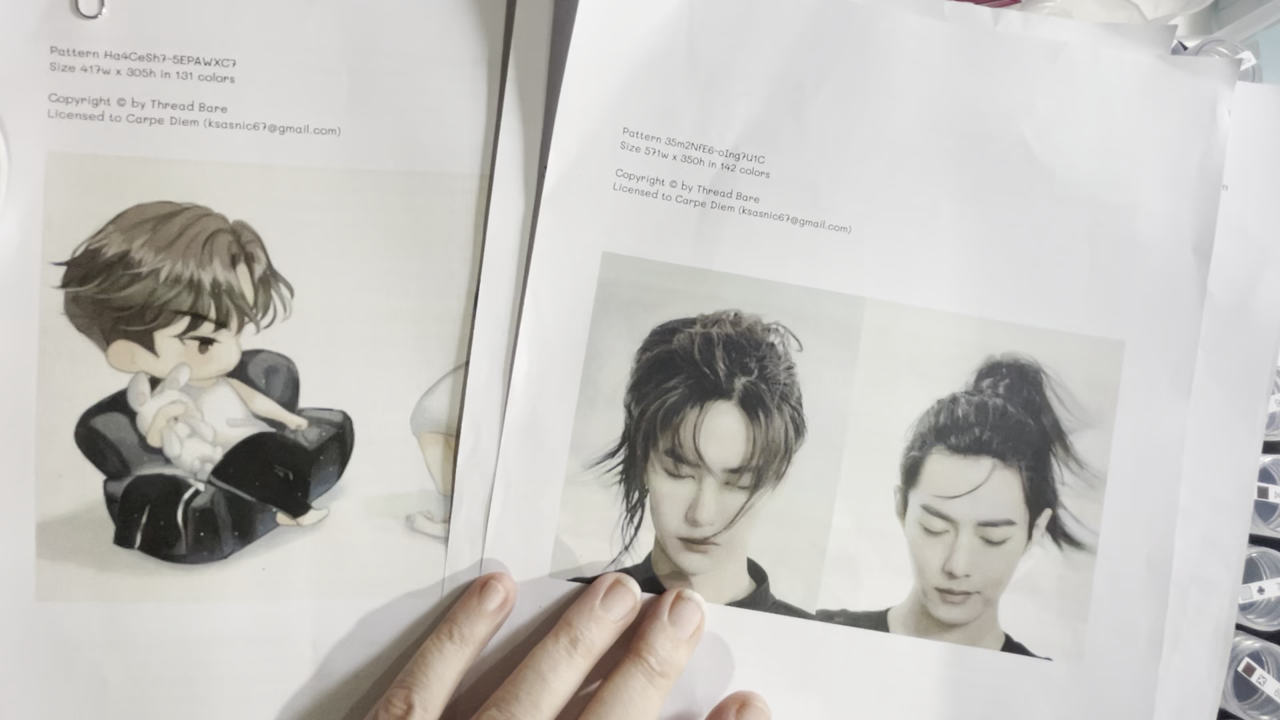 Pattern Ha4CeSh7-5EPAWXC7
Size 417w x 305h in 131 colors
Copyright © by Thread Bare
Licensed to Carpe Diem (ksasnic67@gmail.com)
Pattern 35m2NfE6-oIng7U1C
Size 571w x 350h in 142 colors
Copyright © by Thread Bare
Licensed to Carpe Diem (ksasnic67@gmail.com)